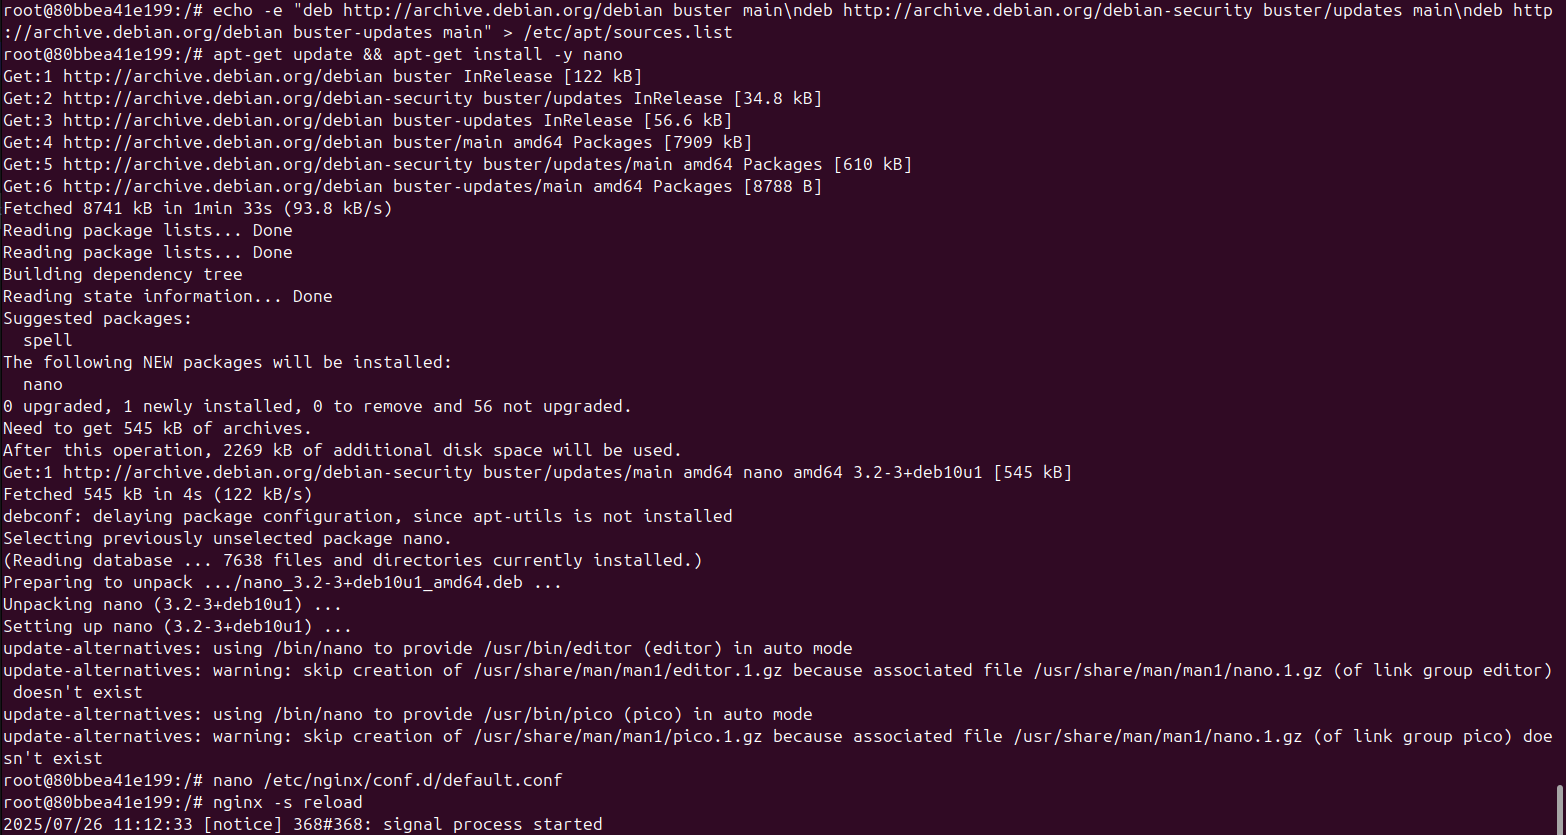 root@80bbea41e199:/# echo -e "deb http://archive.debian.org/debian buster main\ndeb http://archive.debian.org/debian-security buster/updates main\ndeb http
://archive.debian.org/debian buster-updates main" > /etc/apt/sources.list
root@80bbea41e199:/# apt-get update && apt-get install -y nano
Get:1 http://archive.debian.org/debian buster InRelease [122 kB]
Get:2 http://archive.debian.org/debian-security buster/updates InRelease [34.8 kB]
Get:3 http://archive.debian.org/debian buster-updates InRelease [56.6 kB]
Get:4 http://archive.debian.org/debian buster/main amd64 Packages [7909 kB]
Get:5 http://archive.debian.org/debian-security buster/updates/main amd64 Packages [610 kB]
Get:6 http://archive.debian.org/debian buster-updates/main amd64 Packages [8788 B]
Fetched 8741 kB in 1min 33s (93.8 kB/s)
Reading package lists... Done
Reading package lists... Done
Building dependency tree
Reading state information... Done
Suggested packages:
  spell
The following NEW packages will be installed:
  nano
0 upgraded, 1 newly installed, 0 to remove and 56 not upgraded.
Need to get 545 kB of archives.
After this operation, 2269 kB of additional disk space will be used.
Get:1 http://archive.debian.org/debian-security buster/updates/main amd64 nano amd64 3.2-3+deb10u1 [545 kB]
Fetched 545 kB in 4s (122 kB/s)
debconf: delaying package configuration, since apt-utils is not installed
Selecting previously unselected package nano.
(Reading database ... 7638 files and directories currently installed.)
Preparing to unpack .../nano_3.2-3+deb10u1_amd64.deb ...
Unpacking nano (3.2-3+deb10u1) ...
Setting up nano (3.2-3+deb10u1) ...
update-alternatives: using /bin/nano to provide /usr/bin/editor (editor) in auto mode
update-alternatives: warning: skip creation of /usr/share/man/man1/editor.1.gz because associated file /usr/share/man/man1/nano.1.gz (of link group editor)
 doesn't exist
update-alternatives: using /bin/nano to provide /usr/bin/pico (pico) in auto mode
update-alternatives: warning: skip creation of /usr/share/man/man1/pico.1.gz because associated file /usr/share/man/man1/nano.1.gz (of link group pico) doe
sn't exist
root@80bbea41e199:/# nano /etc/nginx/conf.d/default.conf
root@80bbea41e199:/# nginx -s reload
2025/07/26 11:12:33 [notice] 368#368: signal process started